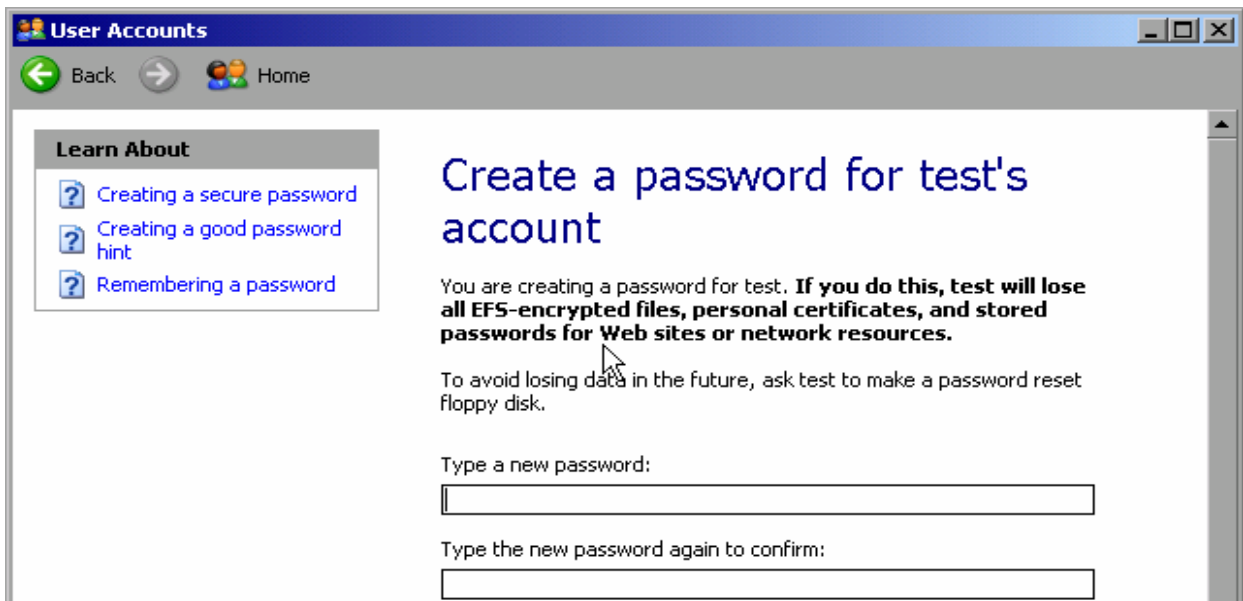 User Accounts
Back
Home
Learn About
Creating a secure password
Creating a good password
hint
Remembering a password
Create a password for test's
account
You are creating a password for test. If you do this, test will lose
all EFS-encrypted files, personal certificates, and stored
passwords for Web sites or network resources.
To avoid losing data in the future, ask test to make a password reset
floppy disk.
Type a new password:
Type the new password again to confirm: